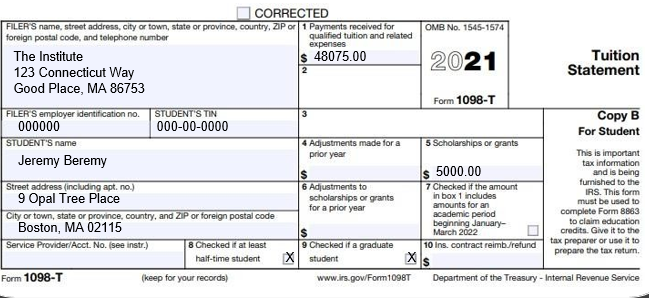 CORRECTED
FILER'S name, street address, city or town, state or province, country, ZIP or
foreign postal code, and telephone number
The Institute
123 Connecticut Way
Good Place, MA 86753
1 Payments received for
qualified tuition and related
expenses
$ 48075.00
2
OMB No. 1545-1574
2021
Form 1098-T
Tuition
Statement
FILER'S employer identification no.
000000
STUDENT'S TIN
000-00-0000
3
Copy B
For Student
This is important
tax information
and is being
furnished to the
IRS. This form
must be used to
complete Form 8863
to claim education
credits. Give it to the
tax preparer or use it to
prepare the tax return.
STUDENT'S name
Jeremy Beremy
4 Adjustments made for a
prior year
$
5 Scholarships or grants
$ 5000.00
Street address (including apt. no.)
9 Opal Tree Place
6 Adjustments to
scholarships or grants
for a prior year
$
7 Checked if the amount
in box 1 includes
amounts for an
academic period
beginning January–
March 2022
City or town, state or province, country, and ZIP or foreign postal code
Boston, MA 02115
Service Provider/Acct. No. (see instr.)
8 Checked if at least
half-time student X
9 Checked if a graduate
student X
10 Ins. contract reimb./refund
$
Form 1098-T (keep for your records) www.irs.gov/Form1098T Department of the Treasury - Internal Revenue Service